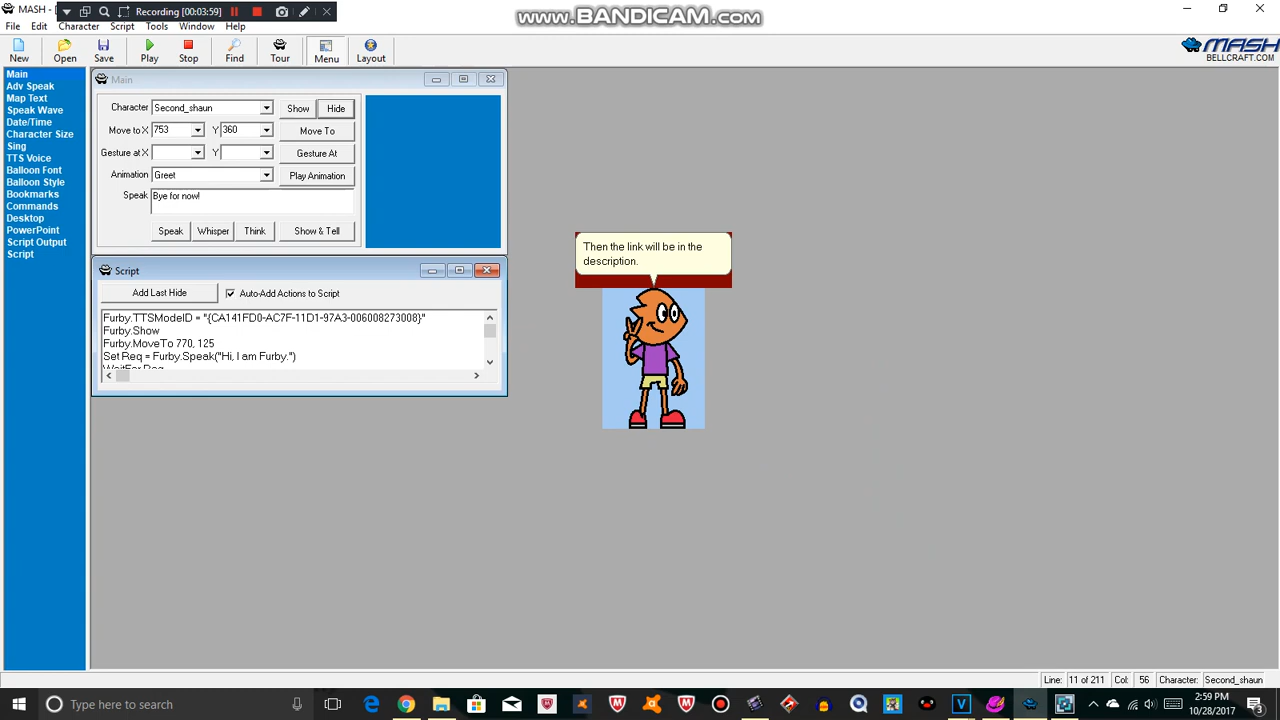 MASH - [
Recording [00:03:59]
www.BANDICAM.com
File Edit Character Script Tools Window Help
New Open Save Play Stop Find Tour Menu Layout
MASH
BELLCRAFT.COM
Main
Adv Speak
Map Text
Speak Wave
Date/Time
Character Size
Sing
TTS Voice
Balloon Font
Balloon Style
Bookmarks
Commands
Desktop
PowerPoint
Script Output
Script
Main
Character Second_shaun Show Hide
Move to X 753 Y 360 Move To
Gesture at X Y Gesture At
Animation Greet Play Animation
Speak Bye for now!
Speak Whisper Think Show & Tell
Script
Add Last Hide Auto-Add Actions to Script
Furby.TTSModeID = "{CA141FD0-AC7F-11D1-97A3-006008273008}"
Furby.Show
Furby.MoveTo 770, 125
Set Req = Furby.Speak("Hi, I am Furby.")
WaitFor Req
Then the link will be in the
description.
Line: 11 of 211 Col: 56 Character: Second_shaun
Type here to search
2:59 PM
10/28/2017